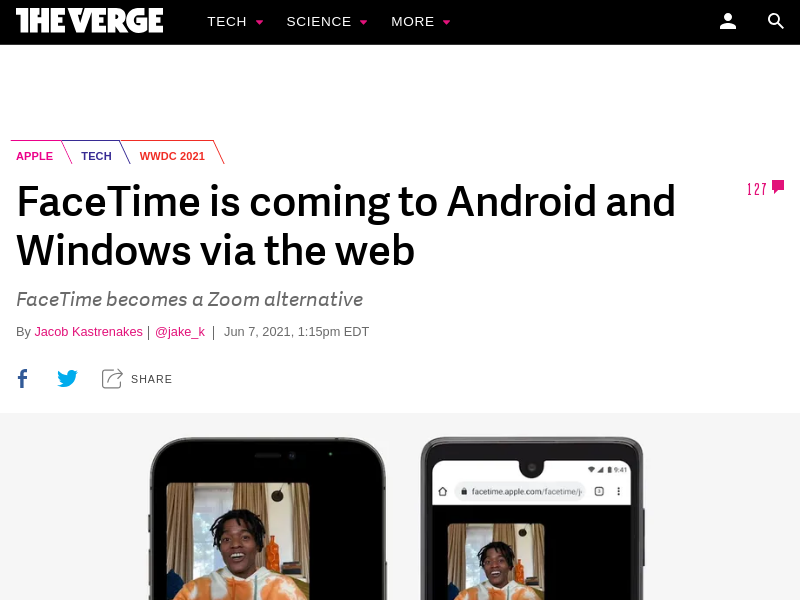 THE VERGE
TECH SCIENCE MORE
APPLE TECH WWDC 2021
FaceTime is coming to Android and
Windows via the web
127
FaceTime becomes a Zoom alternative
By Jacob Kastrenakes | @jake_k | Jun 7, 2021, 1:15pm EDT
SHARE
9:41
facetime.apple.com/facetime/j
3